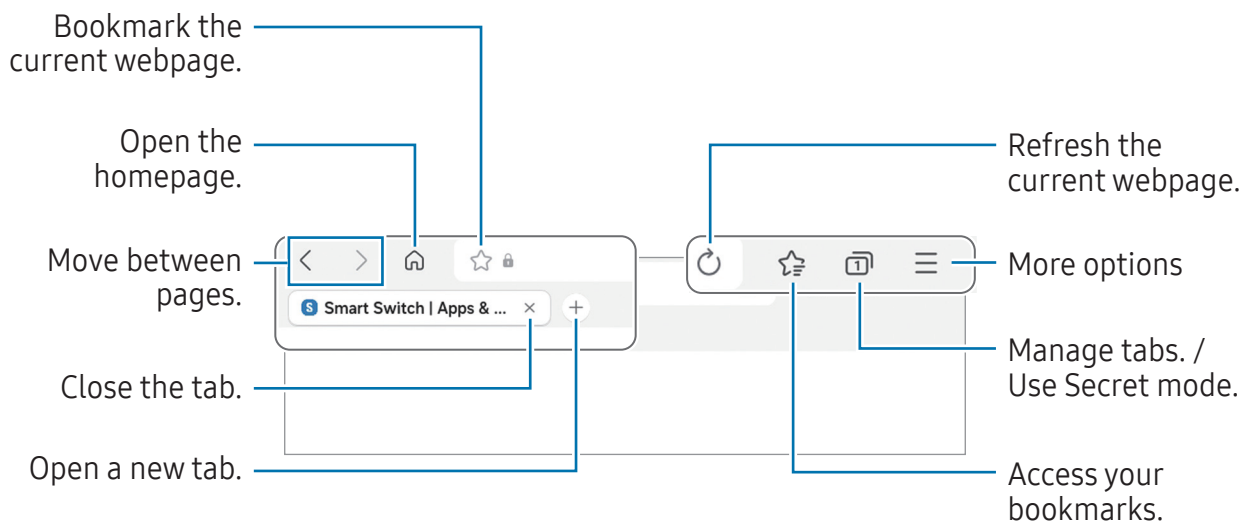 Bookmark the
current webpage.
Open the
homepage.
Move between
pages.
S Smart Switch | Apps & ...
Close the tab.
Open a new tab.
Refresh the
current webpage.
1
More options
Manage tabs. /
Use Secret mode.
Access your
bookmarks.